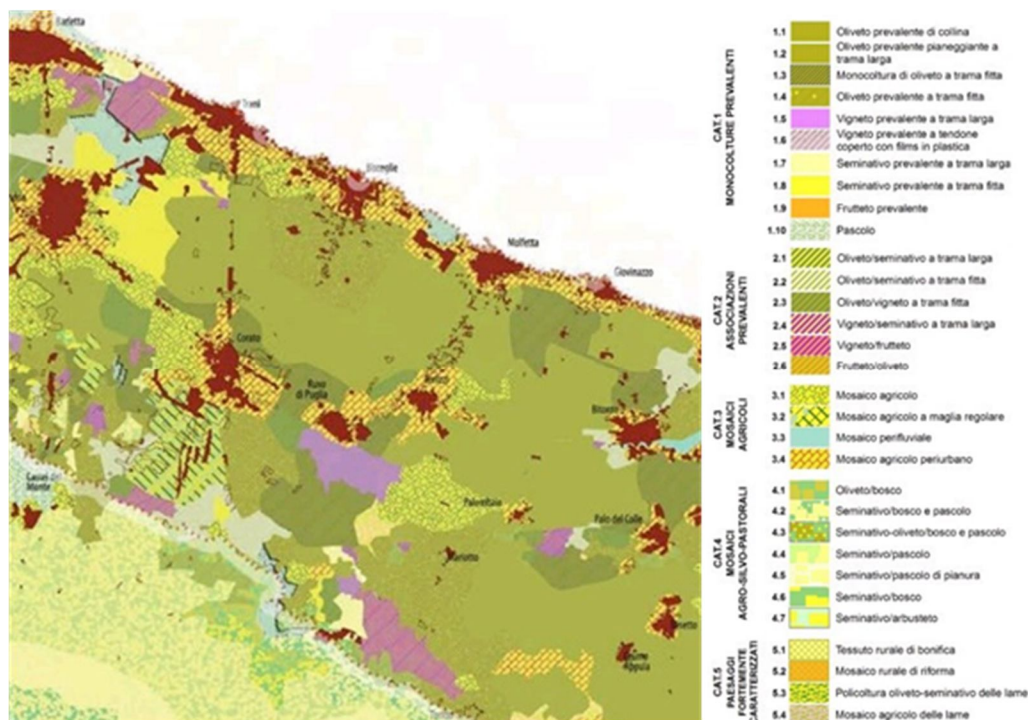 Barletta
Trani
Bisceglie
Molfetta
Giovinazzo
Corato
Ruvo
di Puglia
Terlizzi
Bitonto
Palombaio
Mariotto
Palo del Colle
CAT.1
MONOCOLTURE PREVALENTI
1.1 Oliveto prevalente di collina
1.2 Oliveto prevalente pianeggiante a
trama larga
1.3 Monocoltura di oliveto a trama fitta
1.4 Oliveto prevalente a trama fitta
1.5 Vigneto prevalente a trama larga
1.6 Vigneto prevalente a tendone
coperto con films in plastica
1.7 Seminativo prevalente a trama larga
1.8 Seminativo prevalente a trama fitta
1.9 Frutteto prevalente
1.10 Pascolo
CAT.2
ASSOCIAZIONI
PREVALENTI
2.1 Oliveto/seminativo a trama larga
2.2 Oliveto/seminativo a trama fitta
2.3 Oliveto/vigneto a trama fitta
2.4 Vigneto/seminativo a trama larga
2.5 Vigneto/frutteto
2.6 Frutteto/oliveto
CAT.3
MOSAICI
AGRICOLI
3.1 Mosaico agricolo
3.2 Mosaico agricolo a maglia regolare
3.3 Mosaico perifluviale
3.4 Mosaico agricolo periurbano
CAT.4
MOSAICI
AGRO-SILVO-PASTORALI
4.1 Oliveto/bosco
4.2 Seminativo/bosco e pascolo
4.3 Seminativo-oliveto/bosco e pascolo
4.4 Seminativo/pascolo
4.5 Seminativo/pascolo di pianura
4.6 Seminativo/bosco
4.7 Seminativo/arbusteto
CAT.5
PAESAGGI
FORTEMENTE
CARATTERIZZATI
5.1 Tessuto rurale di bonifica
5.2 Mosaico rurale di riforma
5.3 Policoltura oliveto-seminativo delle lame
5.4 Mosaico agricolo delle lame